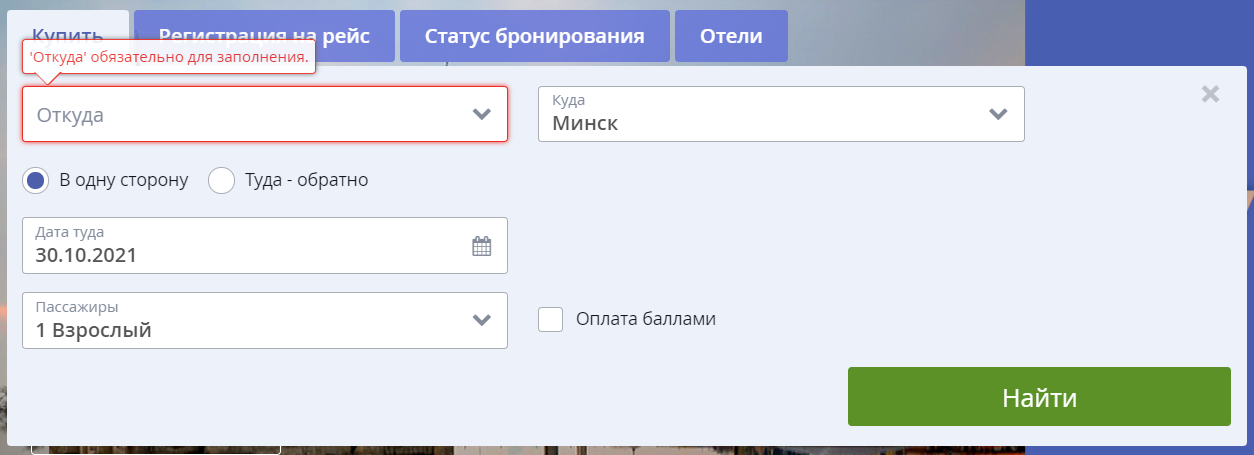 Купить
Регистрация на рейс
Статус бронирования
Отели
'Откуда' обязательно для заполнения.
Откуда
Куда
Минск
В одну сторону
Туда - обратно
Дата туда
30.10.2021
Пассажиры
1 Взрослый
Оплата баллами
Найти